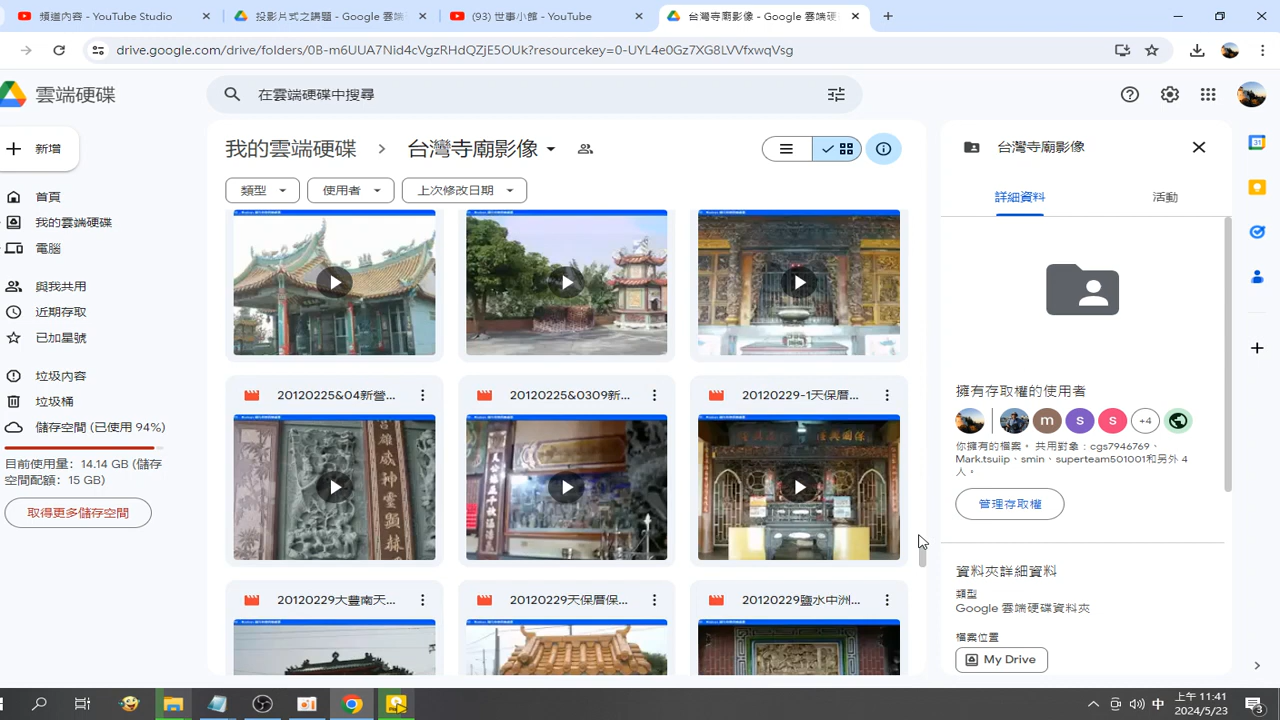 頻道內容 - YouTube Studio
投影片式之講題 - Google 雲端
(93) 世事小館 - YouTube
台灣寺廟影像 - Google 雲端硬
drive.google.com/drive/folders/0B-m6UUA7Nid4cVgzRHdQZjE5OUk?resourcekey=0-UYL4e0Gz7XG8LVVfxwqVsg
雲端硬碟
在雲端硬碟中搜尋
新增
首頁
我的雲端硬碟
電腦
與我共用
近期存取
已加星號
垃圾內容
垃圾桶
儲存空間 (已使用 94%)
目前使用量：14.14 GB (儲存
空間配額：15 GB)
取得更多儲存空間
我的雲端硬碟 > 台灣寺廟影像
類型
使用者
上次修改日期
20120225&04新營...
20120225&0309新...
20120229-1天保厝...
20120229大豐南天...
20120229天保厝保...
20120229鹽水中洲...
台灣寺廟影像
詳細資料
活動
擁有存取權的使用者
m
s
s
+4
你擁有的檔案。 共用對象：cgs7946769、
Mark.tsuiip、smin、superteam501001和另外 4
人。
管理存取權
資料夾詳細資料
類型
Google 雲端硬碟資料夾
檔案位置
My Drive
31
中
上午 11:41
2024/5/23
3